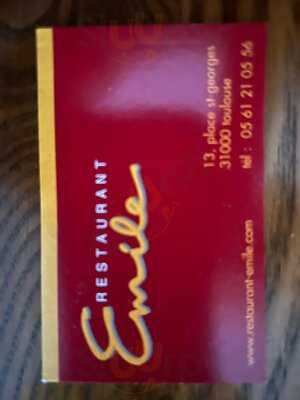 RESTAURANT
Emile
13, place st georges
31000 toulouse
tel : 05 61 21 05 56
www.restaurant-emile.com